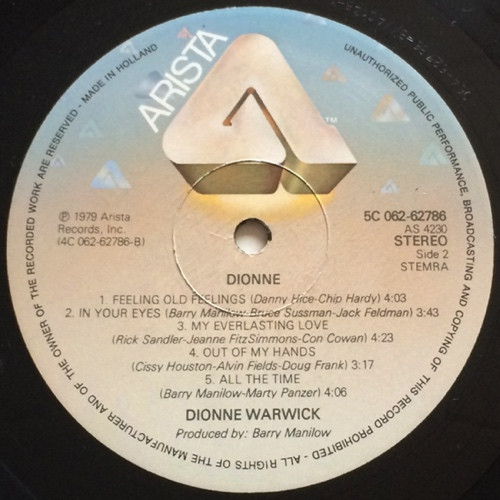 ARISTA
TM
MADE IN HOLLAND
UNAUTHORIZED PUBLIC PERFORMANCE, BROADCASTING AND COPYING OF THIS RECORD PROHIBITED - ALL RIGHTS OF THE MANUFACTURER AND OF THE OWNER OF THE RECORDED WORK ARE RESERVED -
℗ 1979 Arista
Records, Inc.
(4C 062-62786-B)
5C 062-62786
AS 4230
STEREO
Side 2
STEMRA
DIONNE
1. FEELING OLD FEELINGS (Danny Hice-Chip Hardy) 4:03
2. IN YOUR EYES (Barry Manilow-Bruce Sussman-Jack Feldman) 3:43
3. MY EVERLASTING LOVE
(Rick Sandler-Jeanne FitzSimmons-Con Cowan) 4:23
4. OUT OF MY HANDS
(Cissy Houston-Alvin Fields-Doug Frank) 3:17
5. ALL THE TIME
(Barry Manilow-Marty Panzer) 4:06
DIONNE WARWICK
Produced by: Barry Manilow